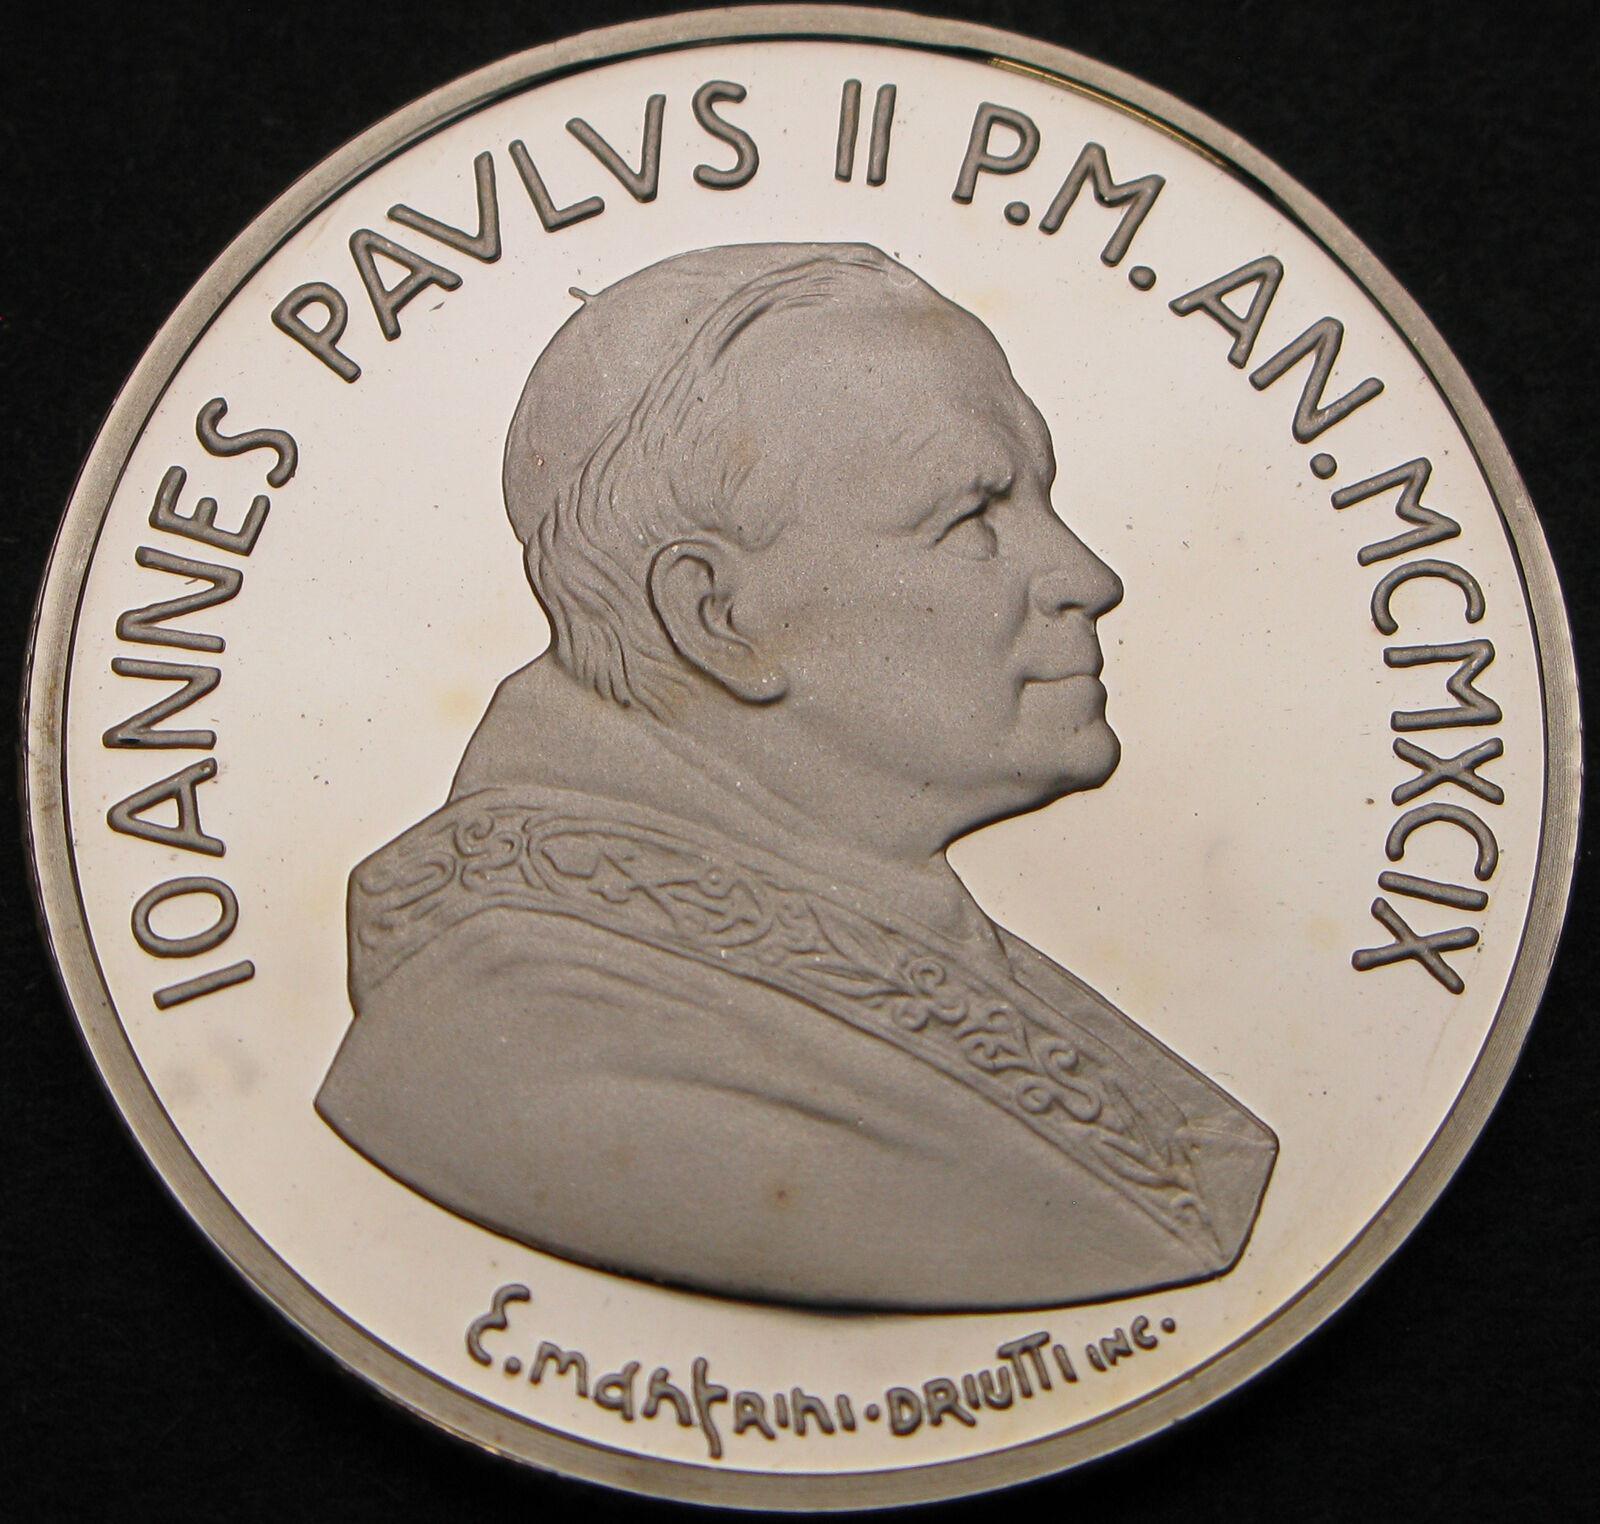 IOANNES PAVLVS II P.M. AN.MCMXCIX
E.MANFRINI·DRIUTTI INC.